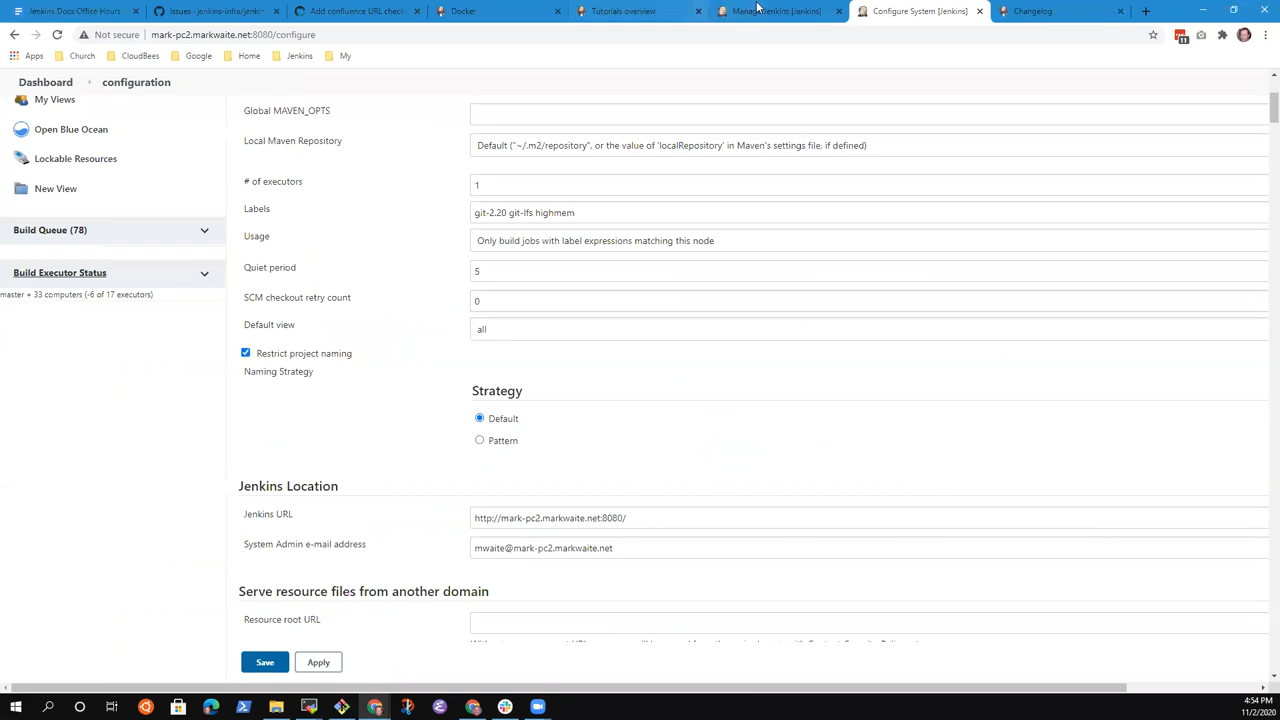 Jenkins Docs Office Hours
Issues · jenkins-infra/jenkin
Add confluence URL checke
Docker
Tutorials overview
Manage Jenkins [Jenkins]
Configure System [Jenkins]
Changelog
Not secure
mark-pc2.markwaite.net:8080/configure
11
Apps
Church
CloudBees
Google
Home
Jenkins
My
Dashboard
configuration
My Views
Open Blue Ocean
Lockable Resources
New View
Build Queue (78)
Build Executor Status
master + 33 computers (-6 of 17 executors)
Global MAVEN_OPTS
Local Maven Repository
Default ("~/.m2/repository", or the value of 'localRepository' in Maven's settings file, if defined)
# of executors
1
Labels
git-2.20 git-lfs highmem
Usage
Only build jobs with label expressions matching this node
Quiet period
5
SCM checkout retry count
0
Default view
all
Restrict project naming
Naming Strategy
Strategy
Default
Pattern
Jenkins Location
Jenkins URL
http://mark-pc2.markwaite.net:8080/
System Admin e-mail address
mwaite@mark-pc2.markwaite.net
Serve resource files from another domain
Resource root URL
Save
Apply
4:54 PM
11/2/2020